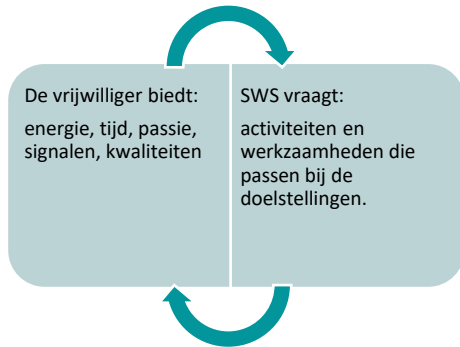 De vrijwilliger biedt:
energie, tijd, passie,
signalen, kwaliteiten
SWS vraagt:
activiteiten en
werkzaamheden die
passen bij de
doelstellingen.